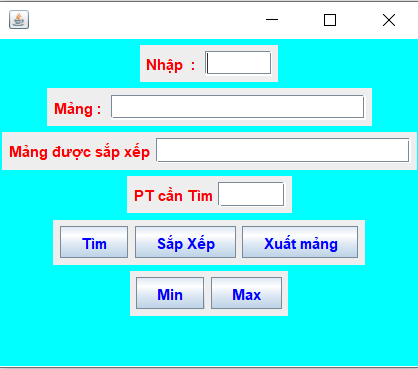 Nhập :
Mảng :
Mảng được sắp xếp
PT cần Tìm
Tìm Sắp Xếp Xuất mảng
Min Max